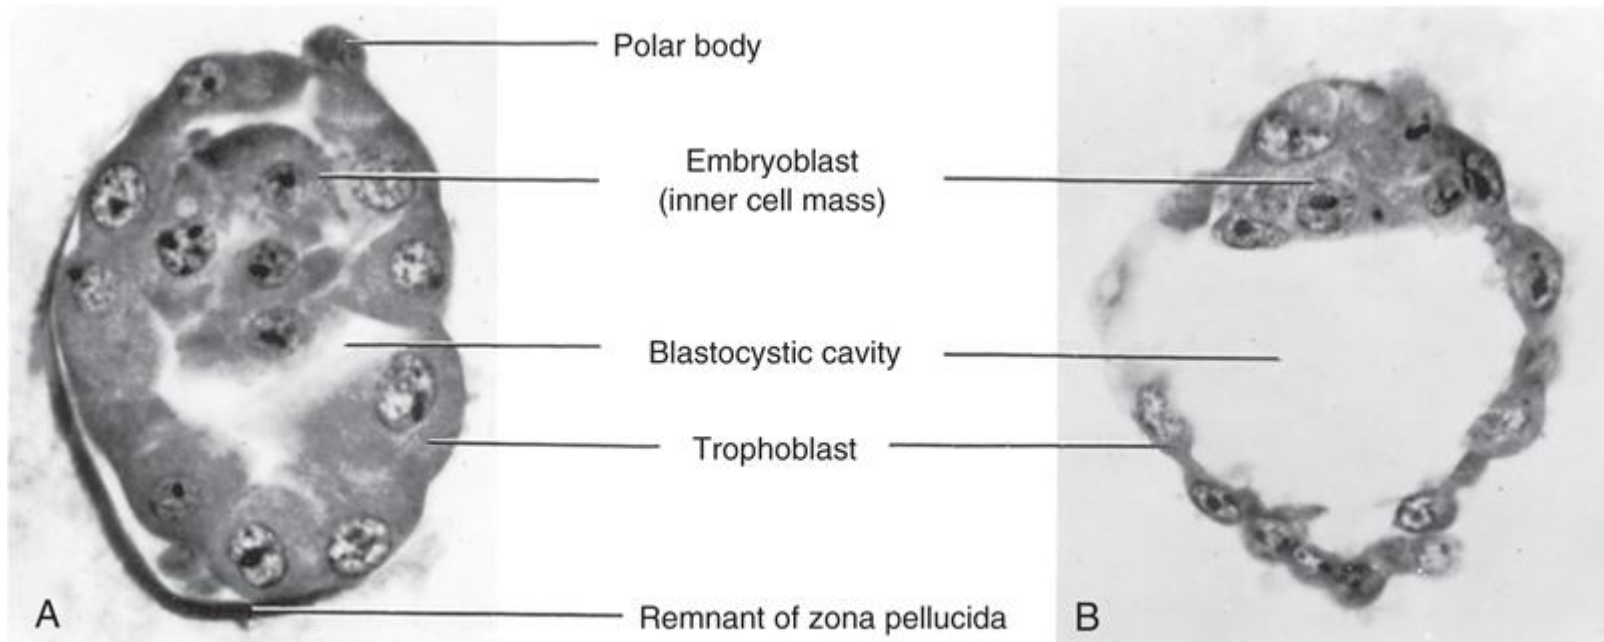 Polar body
Embryoblast
(inner cell mass)
Blastocystic cavity
Trophoblast
Remnant of zona pellucida
A
B